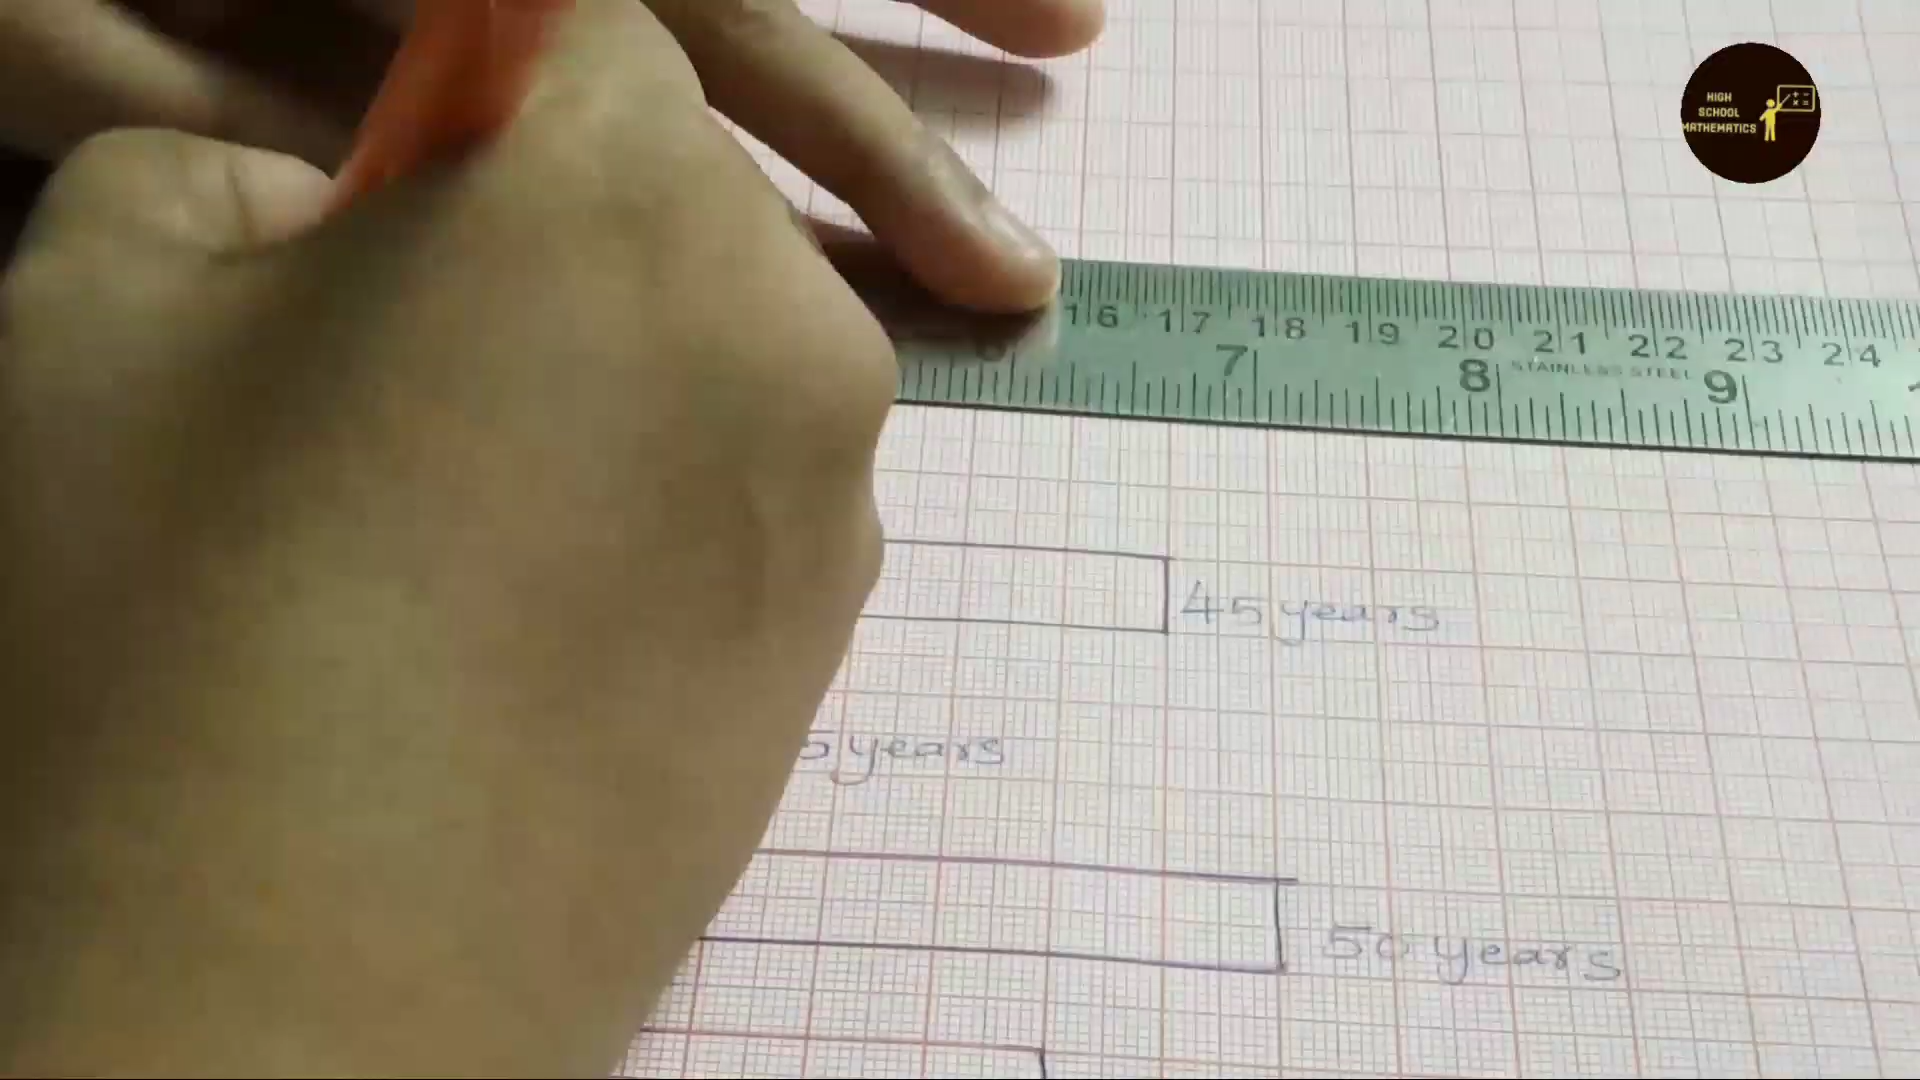 HIGH
SCHOOL
MATHEMATICS
16 17 18 19 20 21 22 23 24
7 8 STAINLESS STEEL 9
45 years
5 years
50 years